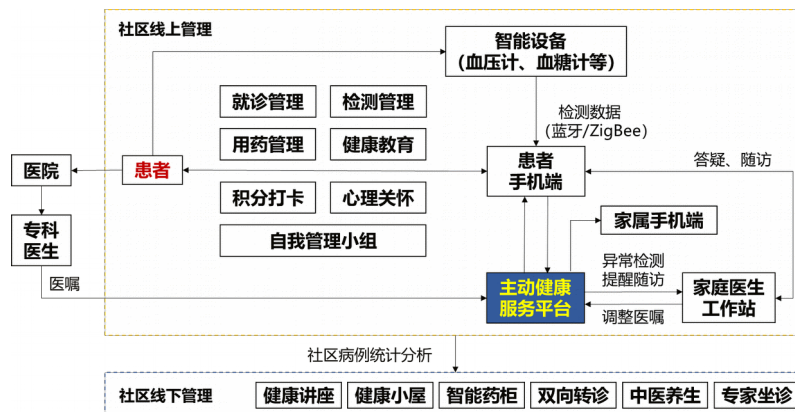 社区线上管理
智能设备
（血压计、血糖计等）
就诊管理
检测管理
检测数据
（蓝牙/ZigBee）
用药管理
健康教育
答疑、随访
医院
患者
患者
手机端
积分打卡
心理关怀
家属手机端
专科
医生
自我管理小组
异常检测
提醒随访
医嘱
主动健康
服务平台
家庭医生
工作站
调整医嘱
社区病例统计分析
社区线下管理
健康讲座
健康小屋
智能药柜
双向转诊
中医养生
专家坐诊